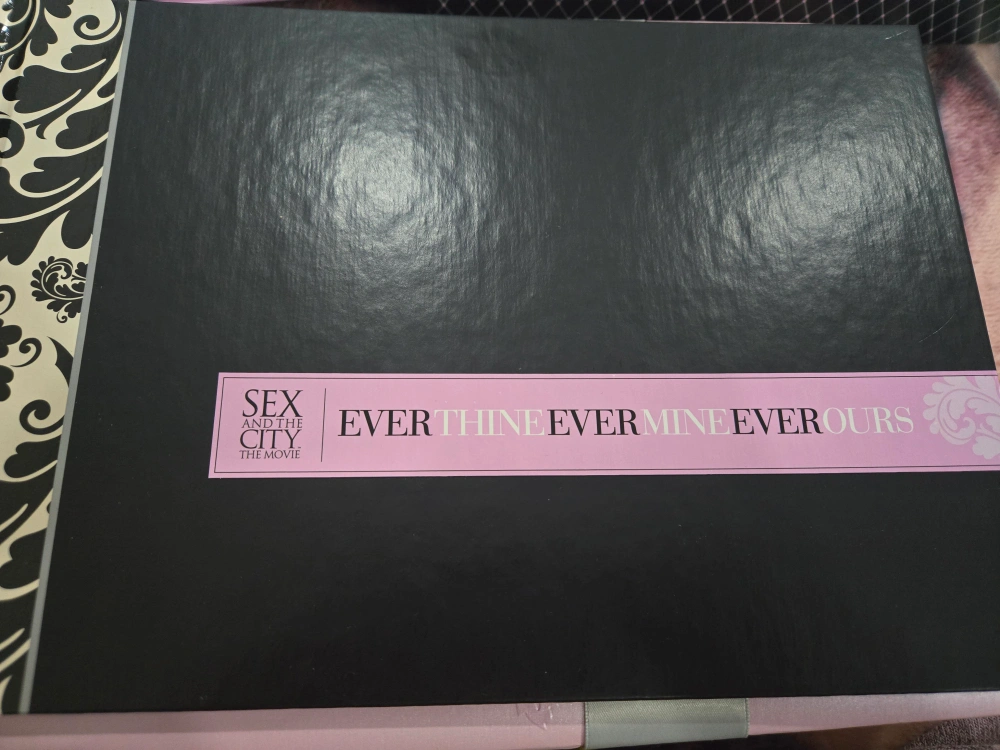 SEX
AND THE
CITY.
THE MOVIE
EVERTHINEEVERMINEEVEROURS